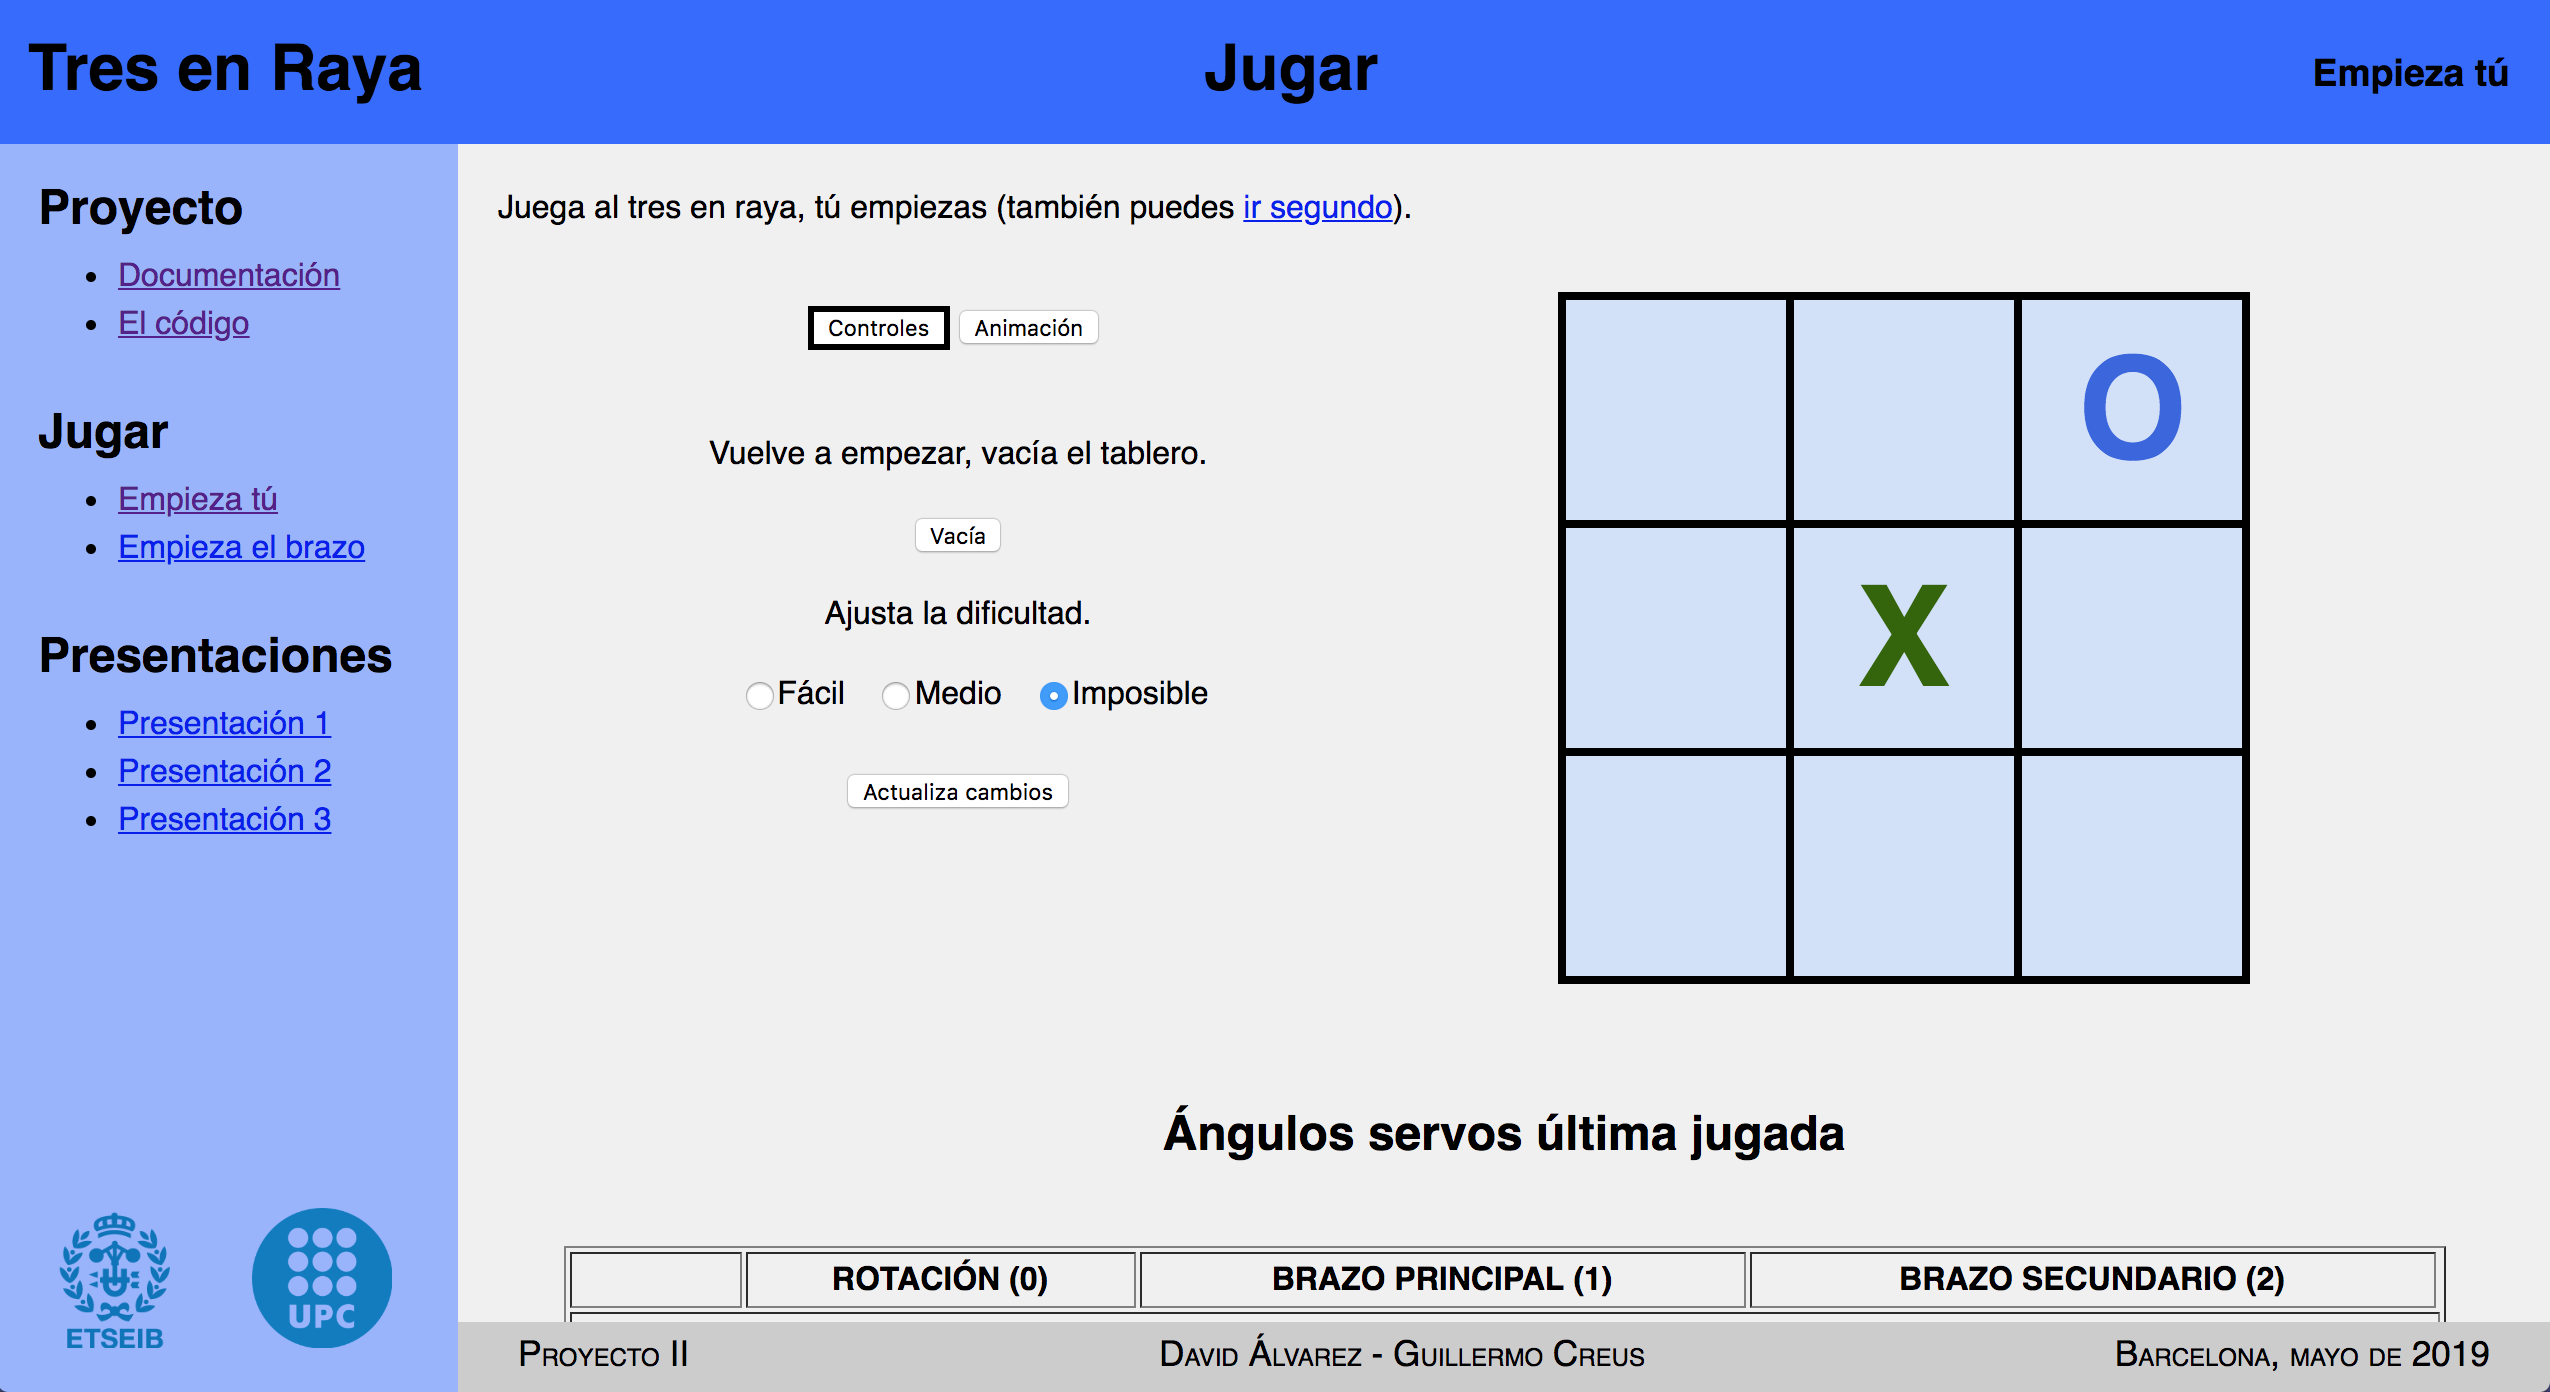 Tres en Raya
Jugar
Empieza tú
Proyecto
Documentación
El código
Jugar
Empieza tú
Empieza el brazo
Presentaciones
Presentación 1
Presentación 2
Presentación 3
ETSEIB
UPC
Juega al tres en raya, tú empiezas (también puedes ir segundo).
Controles
Animación
Vuelve a empezar, vacía el tablero.
Vacía
Ajusta la dificultad.
Fácil
Medio
Imposible
Actualiza cambios
O
X
Ángulos servos última jugada
ROTACIÓN (0)
BRAZO PRINCIPAL (1)
BRAZO SECUNDARIO (2)
Proyecto II
David Álvarez - Guillermo Creus
Barcelona, mayo de 2019